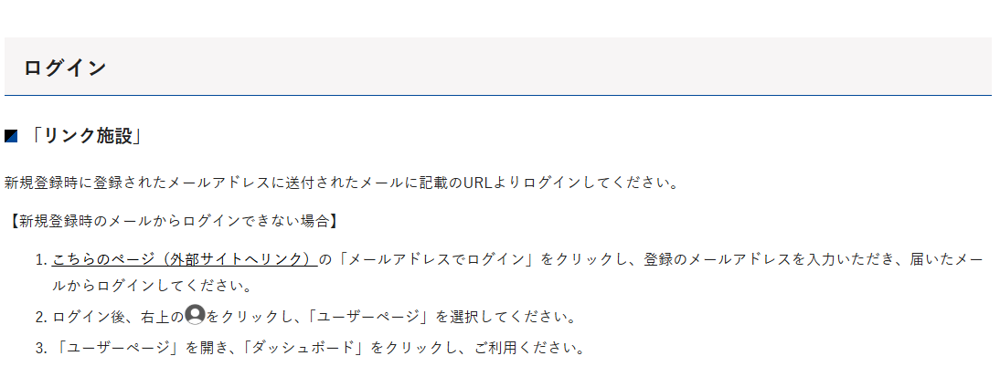 ログイン
「リンク施設」
新規登録時に登録されたメールアドレスに送付されたメールに記載のURLよりログインしてください。
【新規登録時のメールからログインできない場合】
1. こちらのページ（外部サイトへリンク）の「メールアドレスでログイン」をクリックし、登録のメールアドレスを入力いただき、届いたメー
ルからログインしてください。
2. ログイン後、右上のをクリックし、「ユーザーページ」を選択してください。
3. 「ユーザーページ」を開き、「ダッシュボード」をクリックし、ご利用ください。